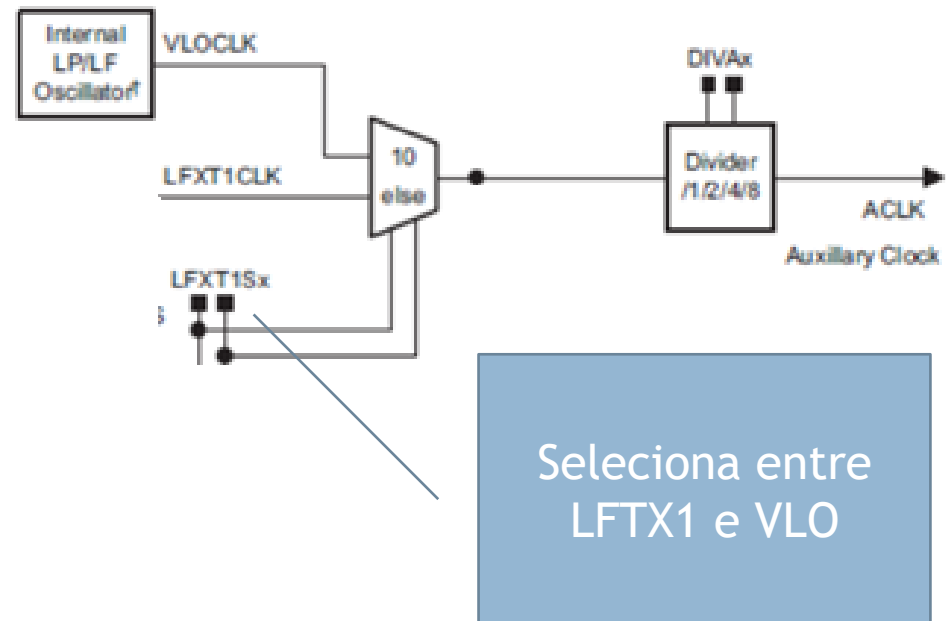 Internal
LP/LF
Oscillator†
VLOCLK
DIVAx
LFXT1CLK
10
else
Divider
/1/2/4/8
ACLK
Auxillary Clock
LFXT1Sx
Seleciona entre
LFTX1 e VLO